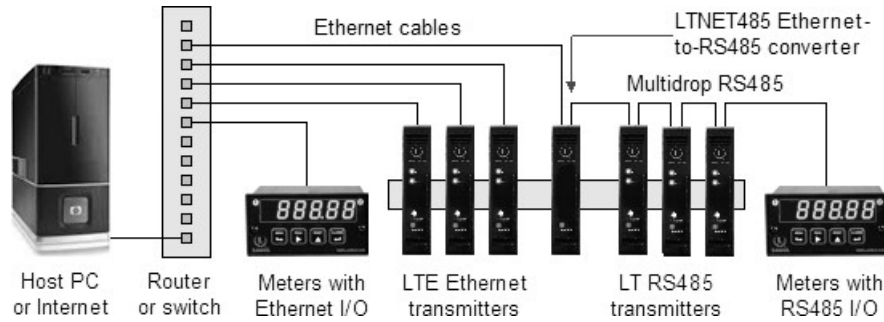 Ethernet cables
LTNET485 Ethernet-
to-RS485 converter
Multidrop RS485
888.88
888.88
Host PC
or Internet
Router
or switch
Meters with
Ethernet I/O
LTE Ethernet
transmitters
LT RS485
transmitters
Meters with
RS485 I/O